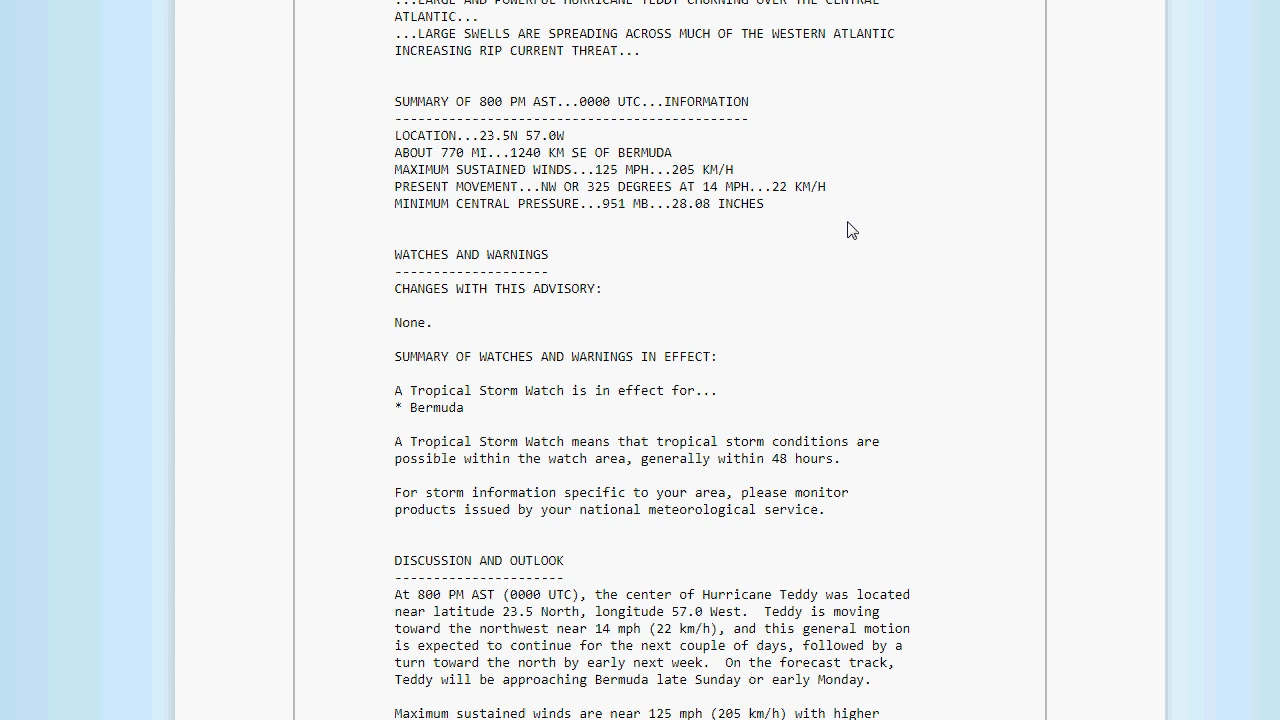 ...LARGE AND POWERFUL HURRICANE TEDDY CHURNING OVER THE CENTRAL
ATLANTIC...
...LARGE SWELLS ARE SPREADING ACROSS MUCH OF THE WESTERN ATLANTIC
INCREASING RIP CURRENT THREAT...
SUMMARY OF 800 PM AST...0000 UTC...INFORMATION
----------------------------------------------
LOCATION...23.5N 57.0W
ABOUT 770 MI...1240 KM SE OF BERMUDA
MAXIMUM SUSTAINED WINDS...125 MPH...205 KM/H
PRESENT MOVEMENT...NW OR 325 DEGREES AT 14 MPH...22 KM/H
MINIMUM CENTRAL PRESSURE...951 MB...28.08 INCHES
WATCHES AND WARNINGS
--------------------
CHANGES WITH THIS ADVISORY:
None.
SUMMARY OF WATCHES AND WARNINGS IN EFFECT:
A Tropical Storm Watch is in effect for...
* Bermuda
A Tropical Storm Watch means that tropical storm conditions are
possible within the watch area, generally within 48 hours.
For storm information specific to your area, please monitor
products issued by your national meteorological service.
DISCUSSION AND OUTLOOK
----------------------
At 800 PM AST (0000 UTC), the center of Hurricane Teddy was located
near latitude 23.5 North, longitude 57.0 West.  Teddy is moving
toward the northwest near 14 mph (22 km/h), and this general motion
is expected to continue for the next couple of days, followed by a
turn toward the north by early next week.  On the forecast track,
Teddy will be approaching Bermuda late Sunday or early Monday.
Maximum sustained winds are near 125 mph (205 km/h) with higher